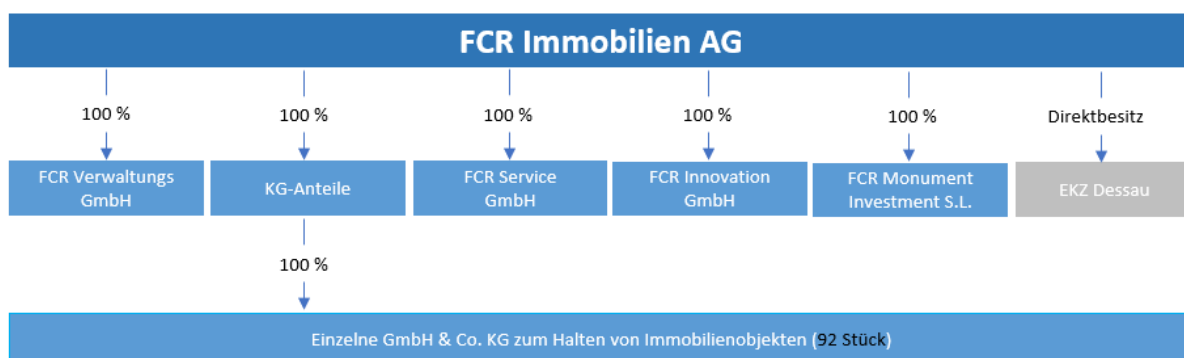 FCR Immobilien AG
100 % 100 % 100 % 100 % 100 % Direktbesitz
FCR Verwaltungs
GmbH
KG-Anteile
FCR Service
GmbH
FCR Innovation
GmbH
FCR Monument
Investment S.L.
EKZ Dessau
100 %
Einzelne GmbH & Co. KG zum Halten von Immobilienobjekten (92 Stück)